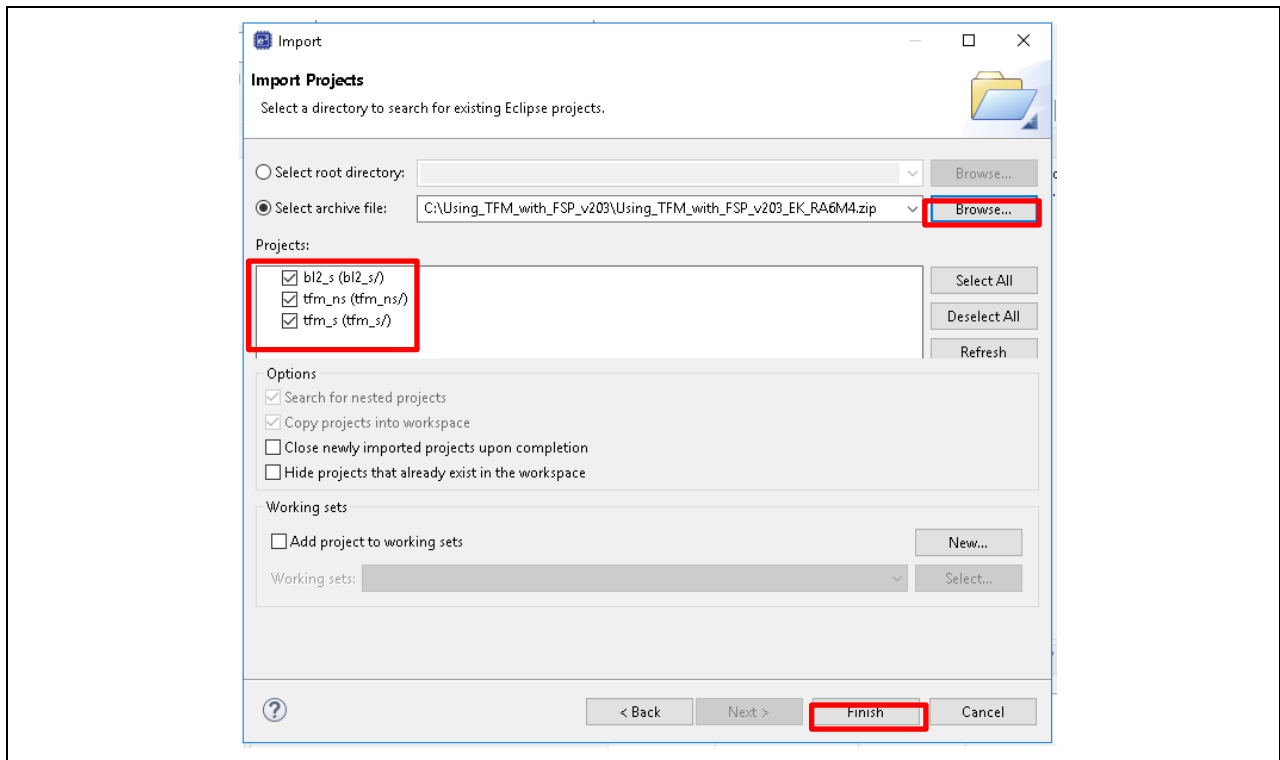 Import
Import Projects
Select a directory to search for existing Eclipse projects.
Select root directory: Browse...
Select archive file: C:\Using_TFM_with_FSP_v203\Using_TFM_with_FSP_v203_EK_RA6M4.zip Browse...
Projects:
bl2_s (bl2_s/)
tfm_ns (tfm_ns/)
tfm_s (tfm_s/)
Select All
Deselect All
Refresh
Options
Search for nested projects
Copy projects into workspace
Close newly imported projects upon completion
Hide projects that already exist in the workspace
Working sets
Add project to working sets New...
Working sets: Select...
? < Back Next > Finish Cancel